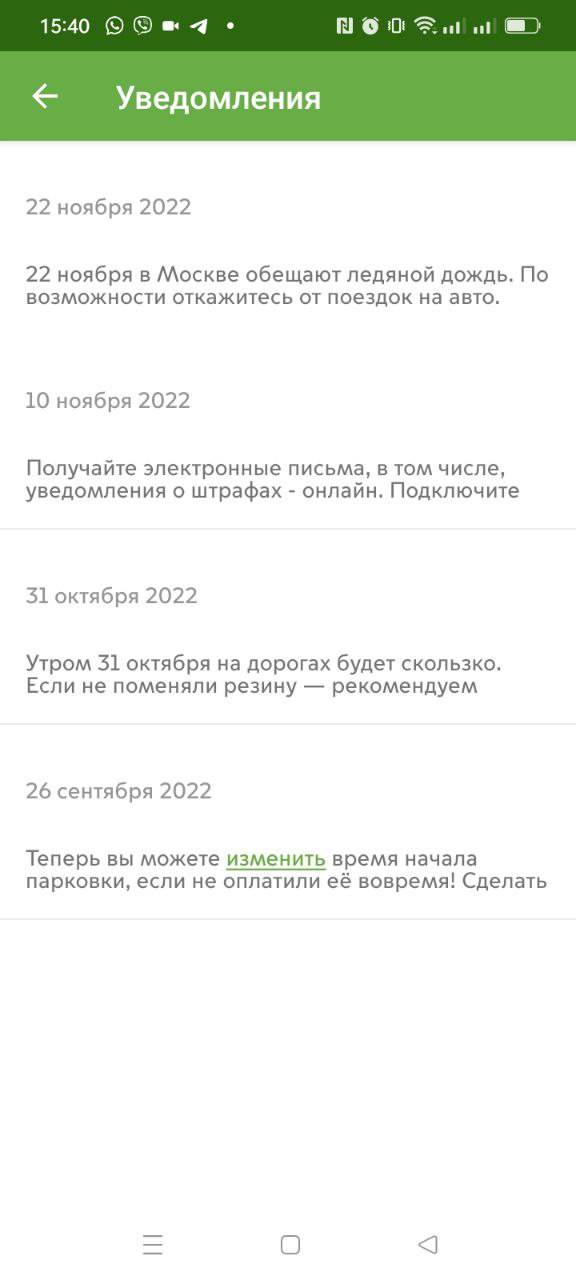 15:40
Уведомления
22 ноября 2022
22 ноября в Москве обещают ледяной дождь. По
возможности откажитесь от поездок на авто.
10 ноября 2022
Получайте электронные письма, в том числе,
уведомления о штрафах - онлайн. Подключите
31 октября 2022
Утром 31 октября на дорогах будет скользко.
Если не поменяли резину — рекомендуем
26 сентября 2022
Теперь вы можете изменить время начала
парковки, если не оплатили её вовремя! Сделать